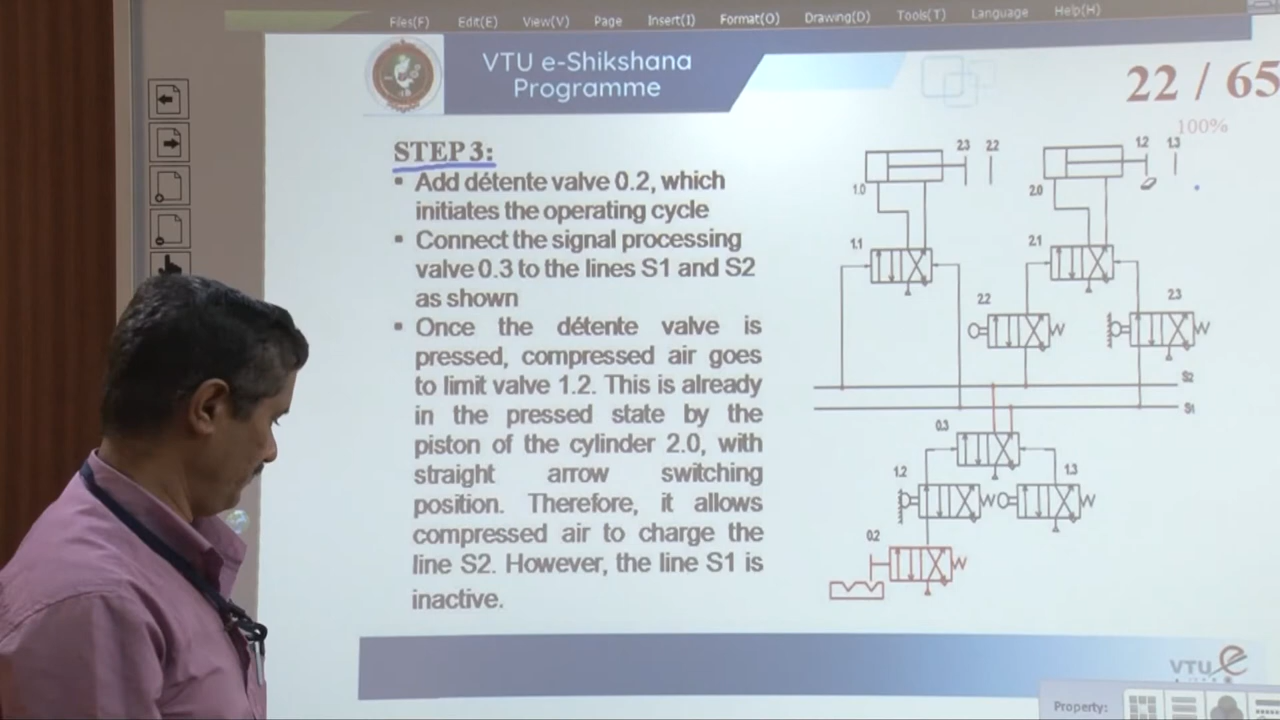 Files(F) Edit(E) View(V) Page Insert(I) Format(O) Drawing(D) Tools(T) Language Help(H)
VTU e-Shikshana
Programme
22 / 65
100%
STEP 3:
▪ Add détente valve 0.2, which
initiates the operating cycle
▪ Connect the signal processing
valve 0.3 to the lines S1 and S2
as shown
▪ Once the détente valve is
pressed, compressed air goes
to limit valve 1.2. This is already
in the pressed state by the
piston of the cylinder 2.0, with
straight arrow switching
position. Therefore, it allows
compressed air to charge the
line S2. However, the line S1 is
inactive.
2.3 2.2 1.2 1.3
1.0 2.0
1.1 2.1
2.2 2.3
S2
S1
0.3
1.2 1.3
0.2
VTU e
Property: